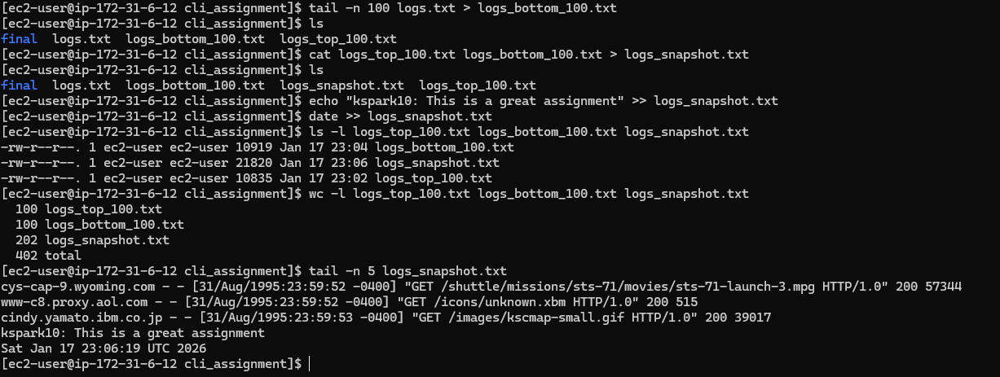 [ec2-user@ip-172-31-6-12 cli_assignment]$ tail -n 100 logs.txt > logs_bottom_100.txt
[ec2-user@ip-172-31-6-12 cli_assignment]$ ls
final  logs.txt  logs_bottom_100.txt  logs_top_100.txt
[ec2-user@ip-172-31-6-12 cli_assignment]$ cat logs_top_100.txt logs_bottom_100.txt > logs_snapshot.txt
[ec2-user@ip-172-31-6-12 cli_assignment]$ ls
final  logs.txt  logs_bottom_100.txt  logs_snapshot.txt  logs_top_100.txt
[ec2-user@ip-172-31-6-12 cli_assignment]$ echo "kspark10: This is a great assignment" >> logs_snapshot.txt
[ec2-user@ip-172-31-6-12 cli_assignment]$ date >> logs_snapshot.txt
[ec2-user@ip-172-31-6-12 cli_assignment]$ ls -l logs_top_100.txt logs_bottom_100.txt logs_snapshot.txt
-rw-r--r--. 1 ec2-user ec2-user 10919 Jan 17 23:04 logs_bottom_100.txt
-rw-r--r--. 1 ec2-user ec2-user 21820 Jan 17 23:06 logs_snapshot.txt
-rw-r--r--. 1 ec2-user ec2-user 10835 Jan 17 23:02 logs_top_100.txt
[ec2-user@ip-172-31-6-12 cli_assignment]$ wc -l logs_top_100.txt logs_bottom_100.txt logs_snapshot.txt
  100 logs_top_100.txt
  100 logs_bottom_100.txt
  202 logs_snapshot.txt
  402 total
[ec2-user@ip-172-31-6-12 cli_assignment]$ tail -n 5 logs_snapshot.txt
cys-cap-9.wyoming.com - - [31/Aug/1995:23:59:52 -0400] "GET /shuttle/missions/sts-71/movies/sts-71-launch-3.mpg HTTP/1.0" 200 57344
www-c8.proxy.aol.com - - [31/Aug/1995:23:59:52 -0400] "GET /icons/unknown.xbm HTTP/1.0" 200 515
cindy.yamato.ibm.co.jp - - [31/Aug/1995:23:59:53 -0400] "GET /images/kscmap-small.gif HTTP/1.0" 200 39017
kspark10: This is a great assignment
Sat Jan 17 23:06:19 UTC 2026
[ec2-user@ip-172-31-6-12 cli_assignment]$